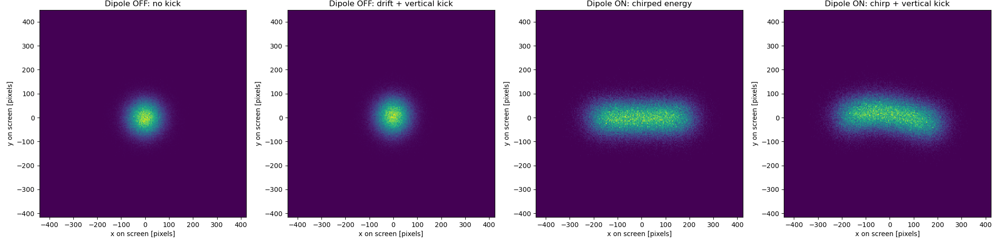 Dipole OFF: no kick
400
300
200
100
0
−100
−200
−300
−400
−400 −300 −200 −100 0 100 200 300 400
x on screen [pixels]
y on screen [pixels]
Dipole OFF: drift + vertical kick
400
300
200
100
0
−100
−200
−300
−400
−400 −300 −200 −100 0 100 200 300 400
x on screen [pixels]
y on screen [pixels]
Dipole ON: chirped energy
400
300
200
100
0
−100
−200
−300
−400
−400 −300 −200 −100 0 100 200 300 400
x on screen [pixels]
y on screen [pixels]
Dipole ON: chirp + vertical kick
400
300
200
100
0
−100
−200
−300
−400
−400 −300 −200 −100 0 100 200 300 400
x on screen [pixels]
y on screen [pixels]